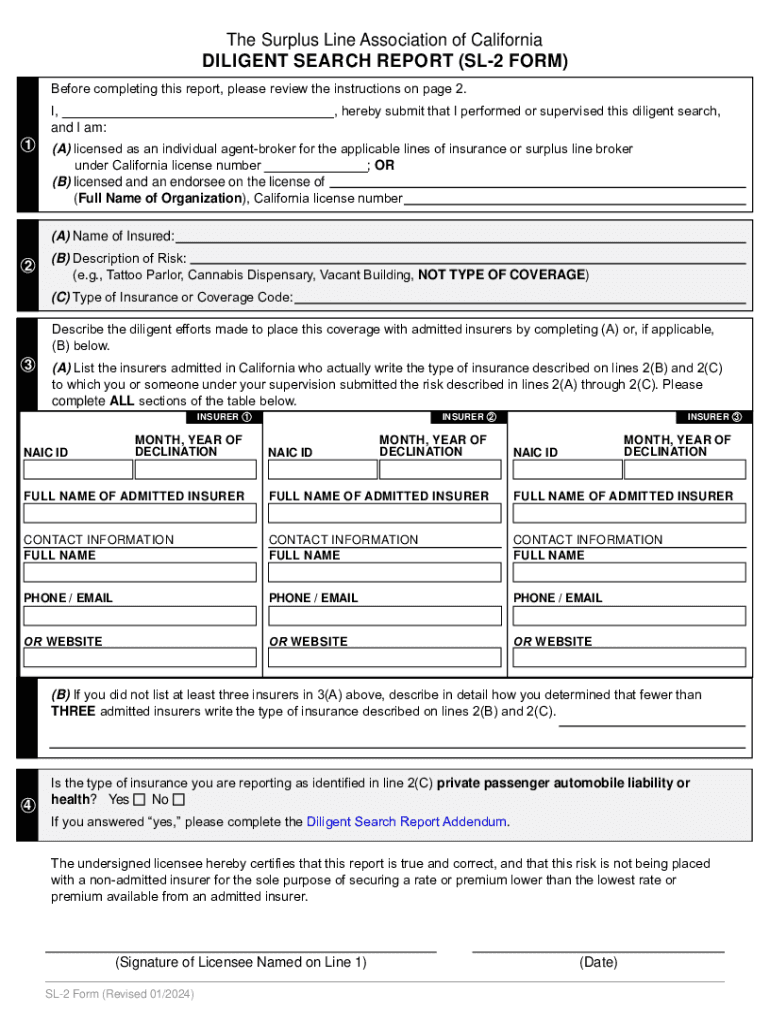 The Surplus Line Association of California
DILIGENT SEARCH REPORT (SL-2 FORM)
Before completing this report, please review the instructions on page 2.
I, ________________________________________, hereby submit that I performed or supervised this diligent search,
and I am:
①
(A) licensed as an individual agent-broker for the applicable lines of insurance or surplus line broker
under California license number _______________; OR
(B) licensed and an endorsee on the license of
(Full Name of Organization), California license number
(A) Name of Insured:
②
(B) Description of Risk:
(e.g., Tattoo Parlor, Cannabis Dispensary, Vacant Building, NOT TYPE OF COVERAGE)
(C) Type of Insurance or Coverage Code:
Describe the diligent efforts made to place this coverage with admitted insurers by completing (A) or, if applicable,
(B) below.
③
(A) List the insurers admitted in California who actually write the type of insurance described on lines 2(B) and 2(C)
to which you or someone under your supervision submitted the risk described in lines 2(A) through 2(C). Please
complete ALL sections of the table below.
INSURER ① INSURER ② INSURER ③
NAIC ID MONTH, YEAR OF DECLINATION NAIC ID MONTH, YEAR OF DECLINATION NAIC ID MONTH, YEAR OF DECLINATION
FULL NAME OF ADMITTED INSURER FULL NAME OF ADMITTED INSURER FULL NAME OF ADMITTED INSURER
CONTACT INFORMATION CONTACT INFORMATION CONTACT INFORMATION
FULL NAME FULL NAME FULL NAME
PHONE / EMAIL PHONE / EMAIL PHONE / EMAIL
OR WEBSITE OR WEBSITE OR WEBSITE
(B) If you did not list at least three insurers in 3(A) above, describe in detail how you determined that fewer than
THREE admitted insurers write the type of insurance described on lines 2(B) and 2(C).
Is the type of insurance you are reporting as identified in line 2(C) private passenger automobile liability or
④
health? Yes ☐ No ☐
If you answered “yes,” please complete the Diligent Search Report Addendum.
The undersigned licensee hereby certifies that this report is true and correct, and that this risk is not being placed
with a non-admitted insurer for the sole purpose of securing a rate or premium lower than the lowest rate or
premium available from an admitted insurer.
(Signature of Licensee Named on Line 1) (Date)
SL-2 Form (Revised 01/2024)